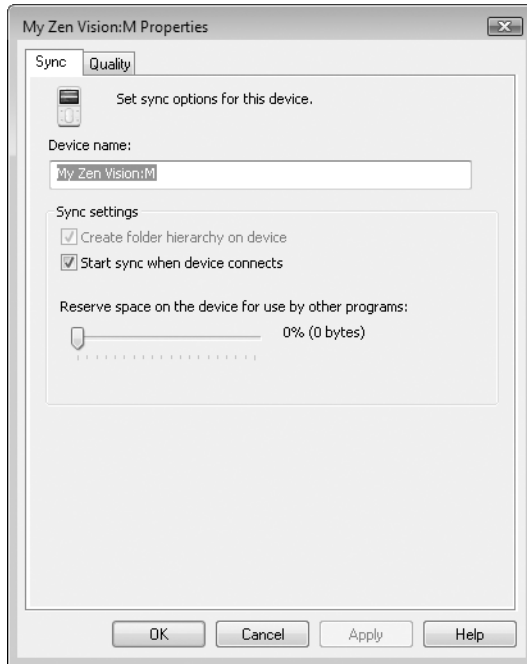 My Zen Vision:M Properties
Sync Quality
Set sync options for this device.
Device name:
My Zen Vision:M
Sync settings
Create folder hierarchy on device
Start sync when device connects
Reserve space on the device for use by other programs:
0% (0 bytes)
OK Cancel Apply Help